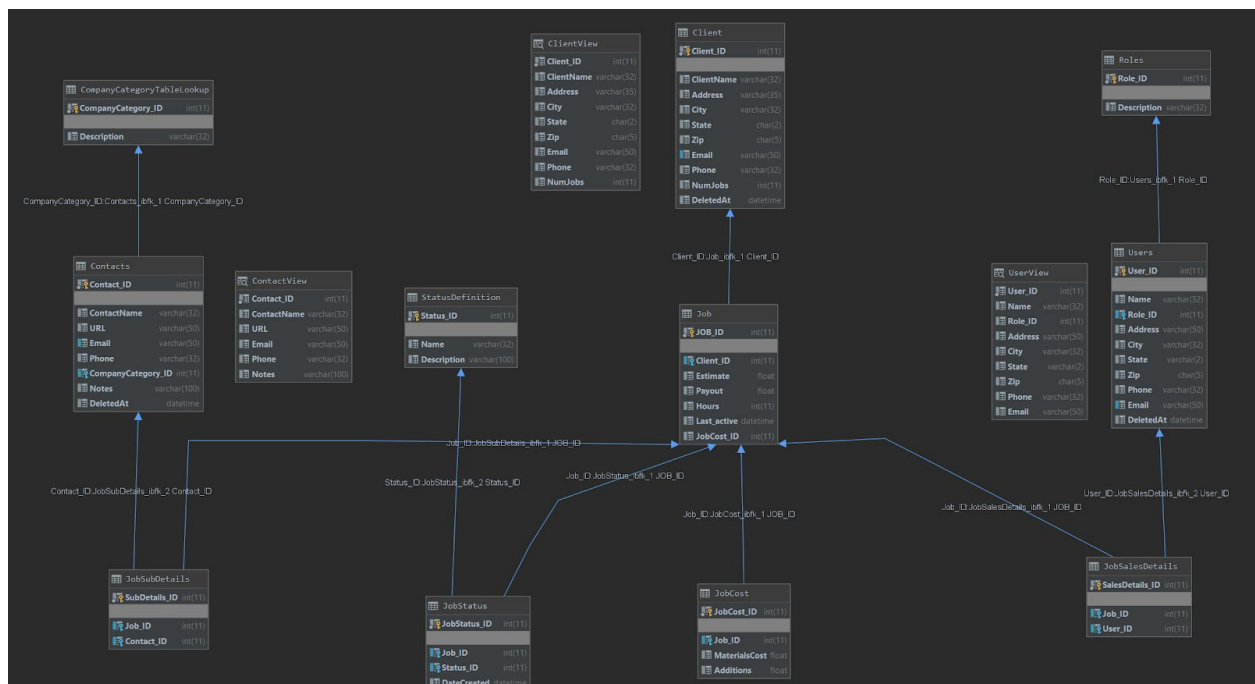 ClientView
Client_ID int(11)
ClientName varchar(32)
Address varchar(35)
City varchar(32)
State char(2)
Zip char(5)
Email varchar(50)
Phone varchar(32)
NumJobs int(11)
Client
Client_ID int(11)
ClientName varchar(32)
Address varchar(35)
City varchar(32)
State char(2)
Zip char(5)
Email varchar(50)
Phone varchar(32)
NumJobs int(11)
DeletedAt datetime
Roles
Role_ID int(11)
Description varchar(32)
CompanyCategoryTableLookup
CompanyCategory_ID int(11)
Description varchar(32)
CompanyCategory_ID:Contacts_ibfk_1 CompanyCategory_ID
Role_ID:Users_ibfk_1 Role_ID
Client_ID:Job_ibfk_1 Client_ID
Contacts
Contact_ID int(11)
ContactName varchar(32)
URL varchar(50)
Email varchar(50)
Phone varchar(32)
CompanyCategory_ID int(11)
Notes varchar(100)
DeletedAt datetime
ContactView
Contact_ID int(11)
ContactName varchar(32)
URL varchar(50)
Email varchar(50)
Phone varchar(32)
Notes varchar(100)
StatusDefinition
Status_ID int(11)
Name varchar(32)
Description varchar(100)
Job
JOB_ID int(11)
Client_ID int(11)
Estimate float
Payout float
Hours int(11)
Last_active datetime
JobCost_ID int(11)
UserView
User_ID int(11)
Name varchar(32)
Role_ID int(11)
Address varchar(50)
City varchar(32)
State varchar(2)
Zip char(5)
Phone varchar(32)
Email varchar(50)
Users
User_ID int(11)
Name varchar(32)
Role_ID int(11)
Address varchar(50)
City varchar(32)
State varchar(2)
Zip char(5)
Phone varchar(32)
Email varchar(50)
DeletedAt datetime
Job_ID:JobSubDetails_ibfk_1 JOB_ID
Contact_ID:JobSubDetails_ibfk_2 Contact_ID
Status_ID:JobStatus_ibfk_2 Status_ID
Job_ID:JobStatus_ibfk_1 JOB_ID
Job_ID:JobCost_ibfk_1 JOB_ID
Job_ID:JobSalesDetails_ibfk_1 JOB_ID
User_ID:JobSalesDetails_ibfk_2 User_ID
JobSubDetails
SubDetails_ID int(11)
Job_ID int(11)
Contact_ID int(11)
JobStatus
JobStatus_ID int(11)
Job_ID int(11)
Status_ID int(11)
DateCreated datetime
JobCost
JobCost_ID int(11)
Job_ID int(11)
MaterialsCost float
Additions float
JobSalesDetails
SalesDetails_ID int(11)
Job_ID int(11)
User_ID int(11)